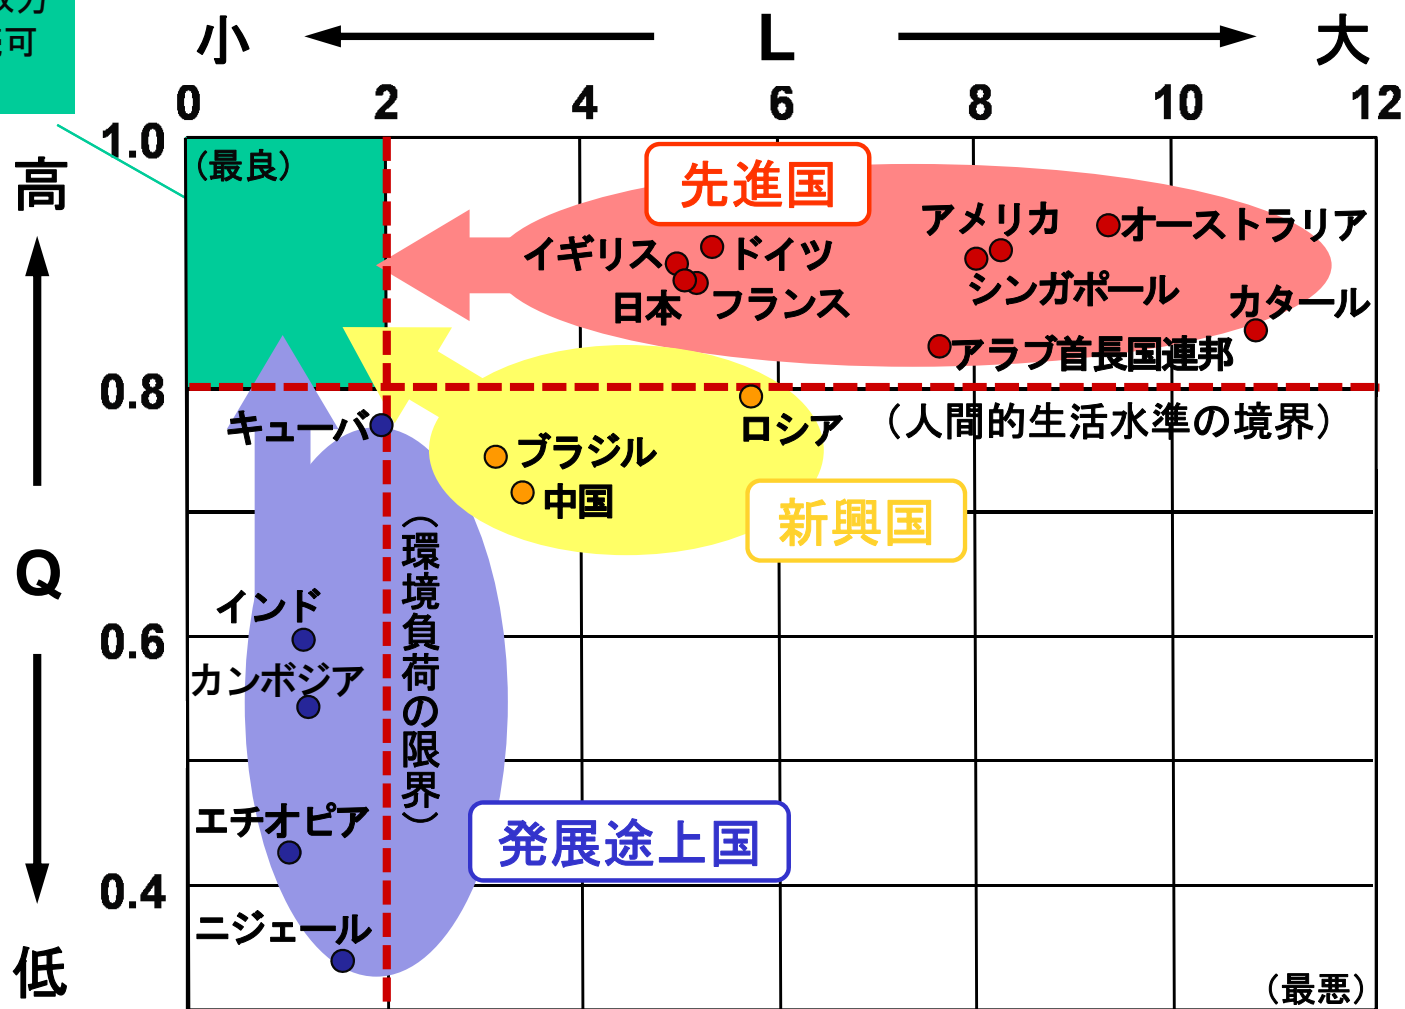 可
小 L 大
0 2 4 6 8 10 12
1.0
高
(最良)
先進国
アメリカ
オーストラリア
イギリス
ドイツ
シンガポール
日本
フランス
カタール
アラブ首長国連邦
0.8
キューバ
ロシア
(人間的生活水準の境界)
ブラジル
中国
新興国
(環境負荷の限界)
Q
インド
0.6
カンボジア
エチオピア
発展途上国
0.4
ニジェール
低
(最悪)